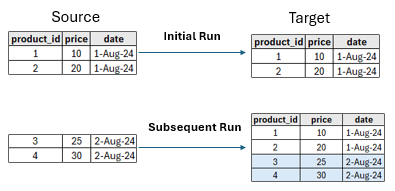 Source Target
Initial Run
product_id price date
1 10 1-Aug-24
2 20 1-Aug-24
product_id price date
1 10 1-Aug-24
2 20 1-Aug-24
Subsequent Run
3 25 2-Aug-24
4 30 2-Aug-24
product_id price date
1 10 1-Aug-24
2 20 1-Aug-24
3 25 2-Aug-24
4 30 2-Aug-24